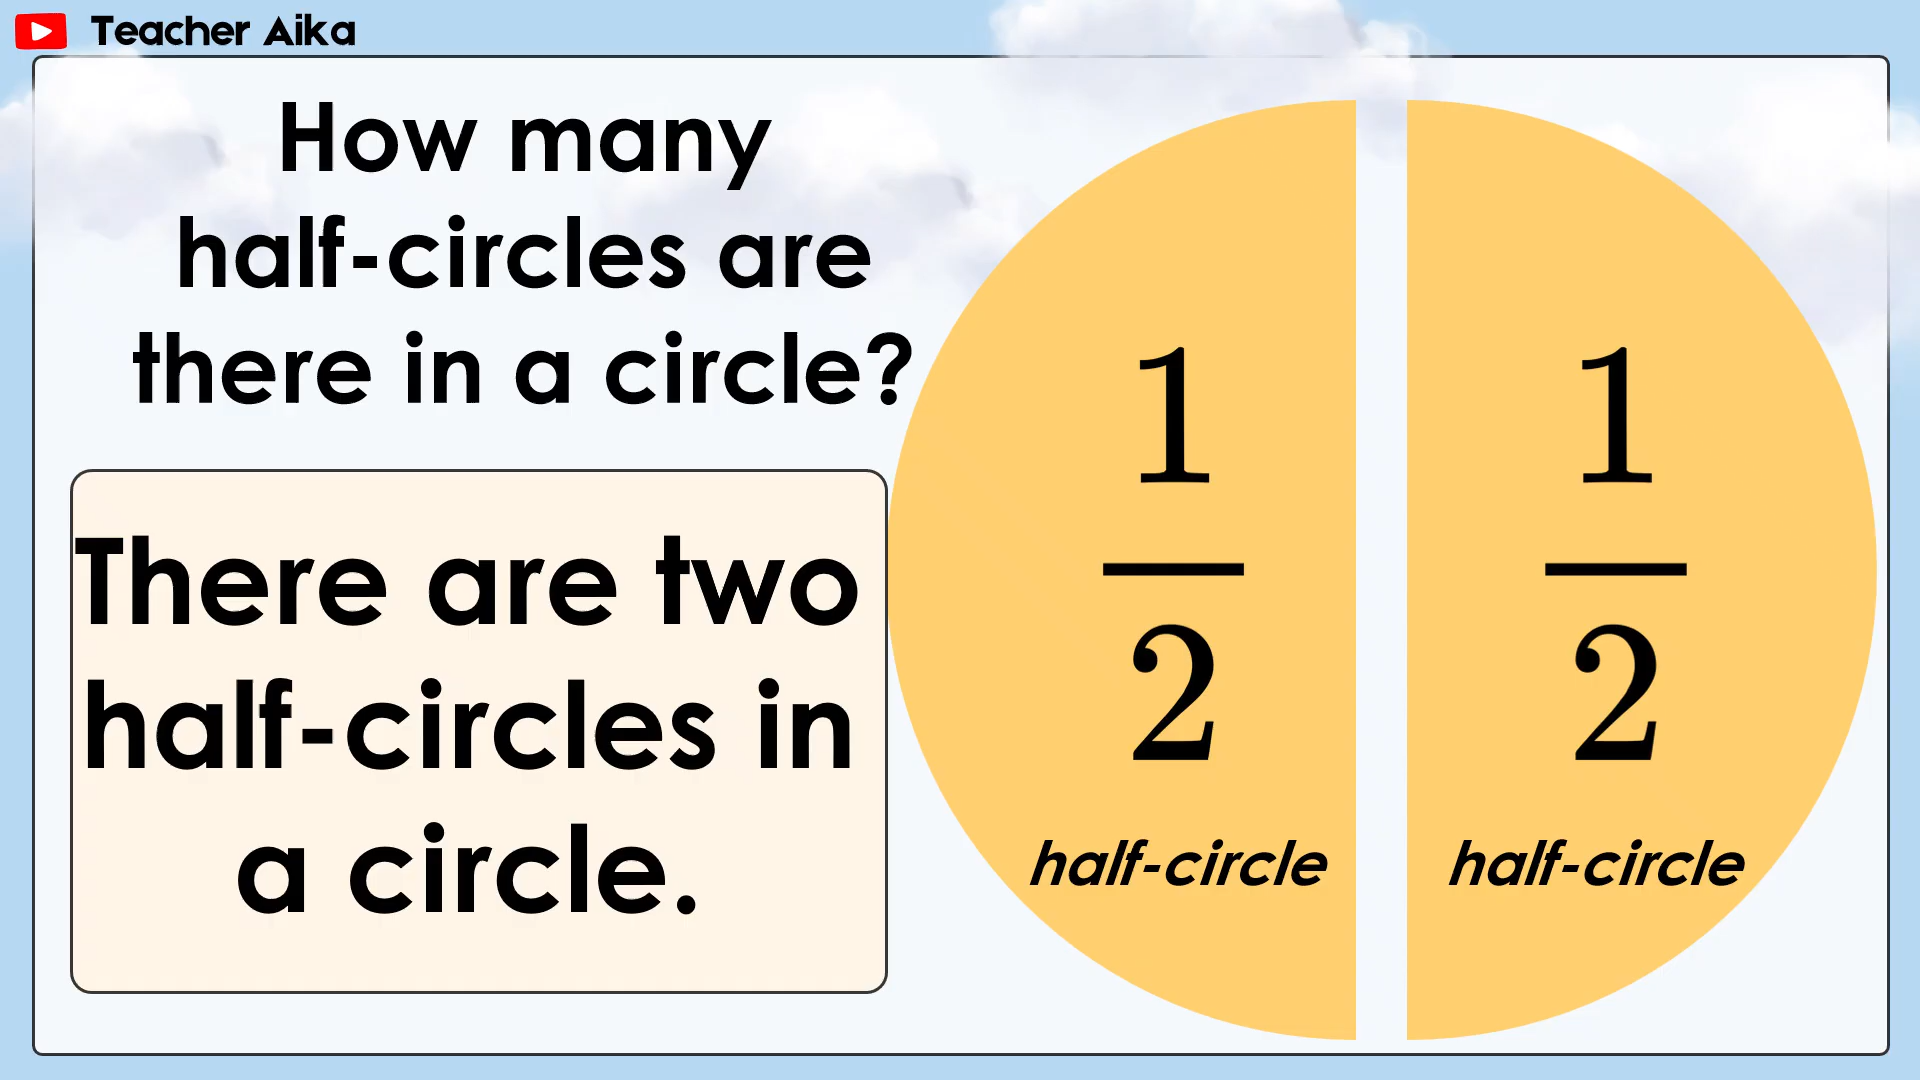 Teacher Aika
How many
half-circles are
there in a circle?
There are two
half-circles in
a circle.
1
2
half-circle
1
2
half-circle